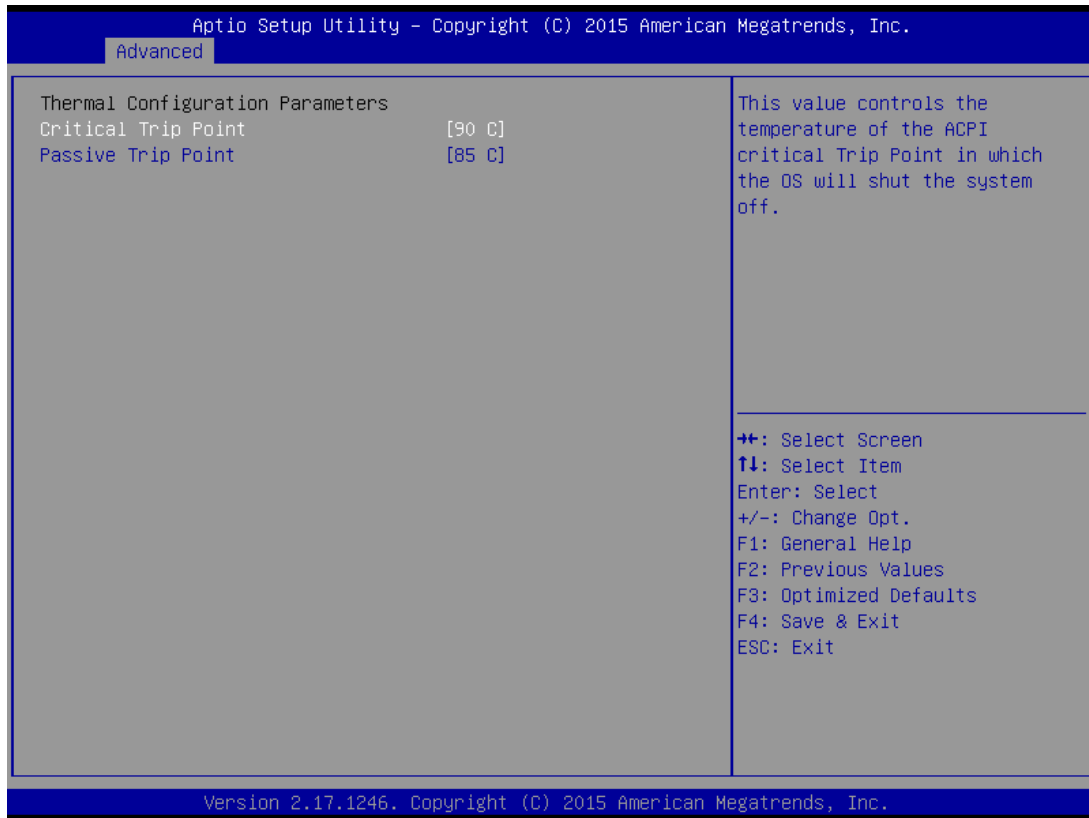 Aptio Setup Utility – Copyright (C) 2015 American Megatrends, Inc.
Advanced
Thermal Configuration Parameters
Critical Trip Point [90 C]
Passive Trip Point [85 C]
This value controls the
temperature of the ACPI
critical Trip Point in which
the OS will shut the system
off.
→←: Select Screen
↑↓: Select Item
Enter: Select
+/-: Change Opt.
F1: General Help
F2: Previous Values
F3: Optimized Defaults
F4: Save & Exit
ESC: Exit
Version 2.17.1246. Copyright (C) 2015 American Megatrends, Inc.